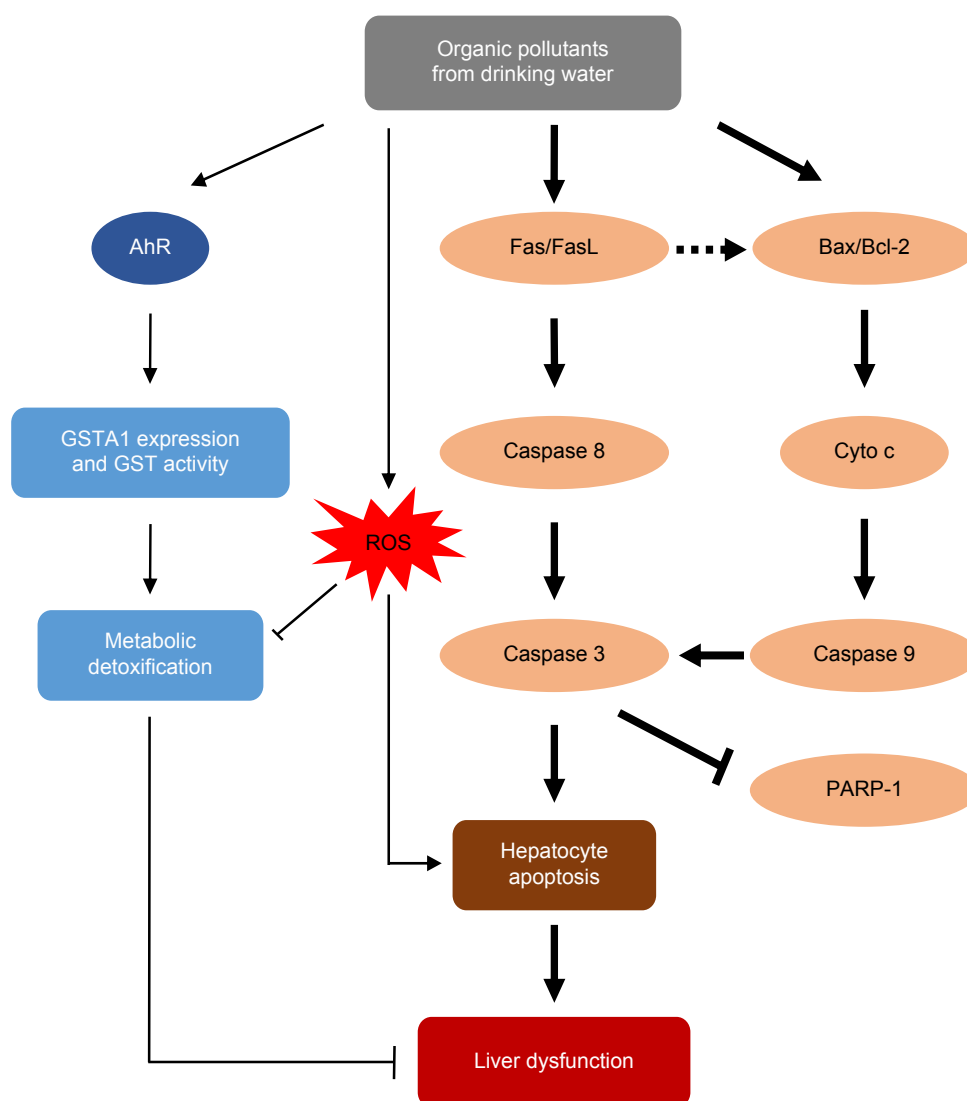 Organic pollutants
from drinking water
AhR
Fas/FasL
Bax/Bcl-2
GSTA1 expression
and GST activity
Caspase 8
Cyto c
ROS
Metabolic
detoxification
Caspase 3
Caspase 9
PARP-1
Hepatocyte
apoptosis
Liver dysfunction